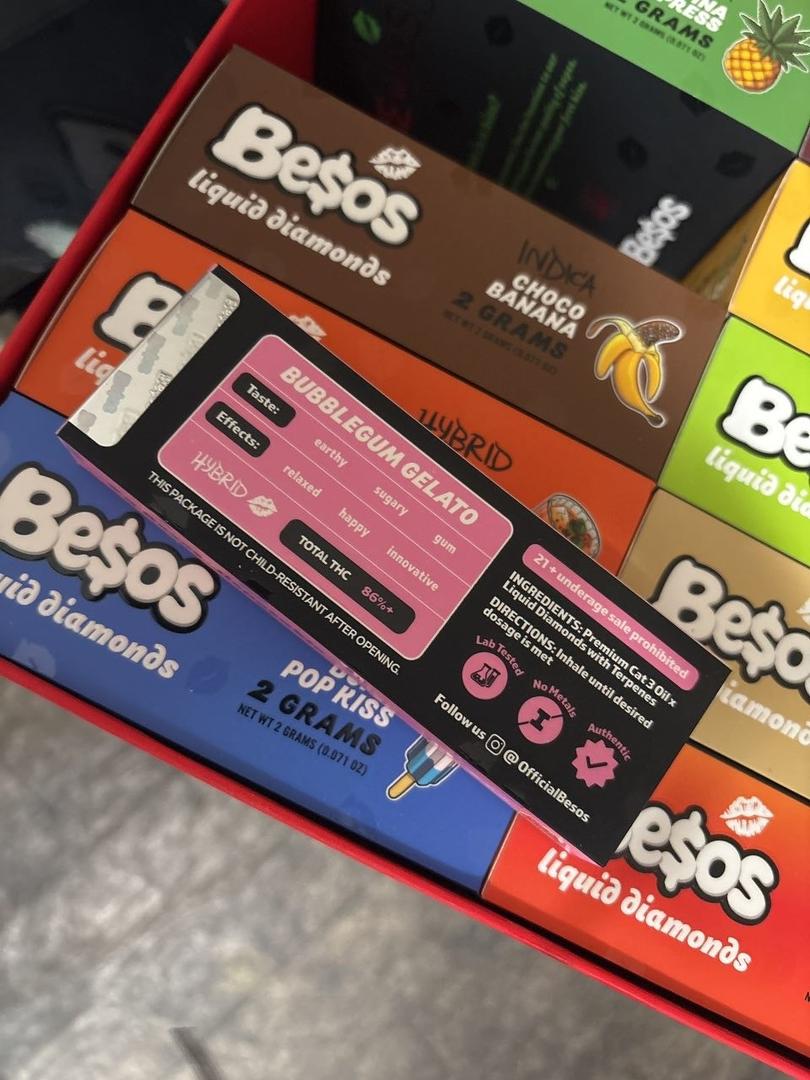 PRESS
2 GRAMS
NET WT 2 GRAMS (0.071 OZ)
BE$OS
liquid diamonds
INDICA
CHOCO
BANANA
2 GRAMS
NET WT 2 GRAMS (0.071 OZ)
BE$OS
HYBRID
BUBBLEGUM GELATO
Taste: earthy sugary gum
Effects: relaxed happy innovative
HYBRID
TOTAL THC 86%+
THIS PACKAGE IS NOT CHILD-RESISTANT AFTER OPENING.
21+ underage sale prohibited
INGREDIENTS: Premium Cat 3 Oil x
Liquid Diamonds with Terpenes
DIRECTIONS: Inhale until desired
dosage is met
Lab Tested
No Metals
Authentic
Follow us @OfficialBesos
BE$OS
liquid diamonds
POP KISS
2 GRAMS
NET WT 2 GRAMS (0.071 OZ)
Be$OS
diamonds
Be$OS
liquid diamonds